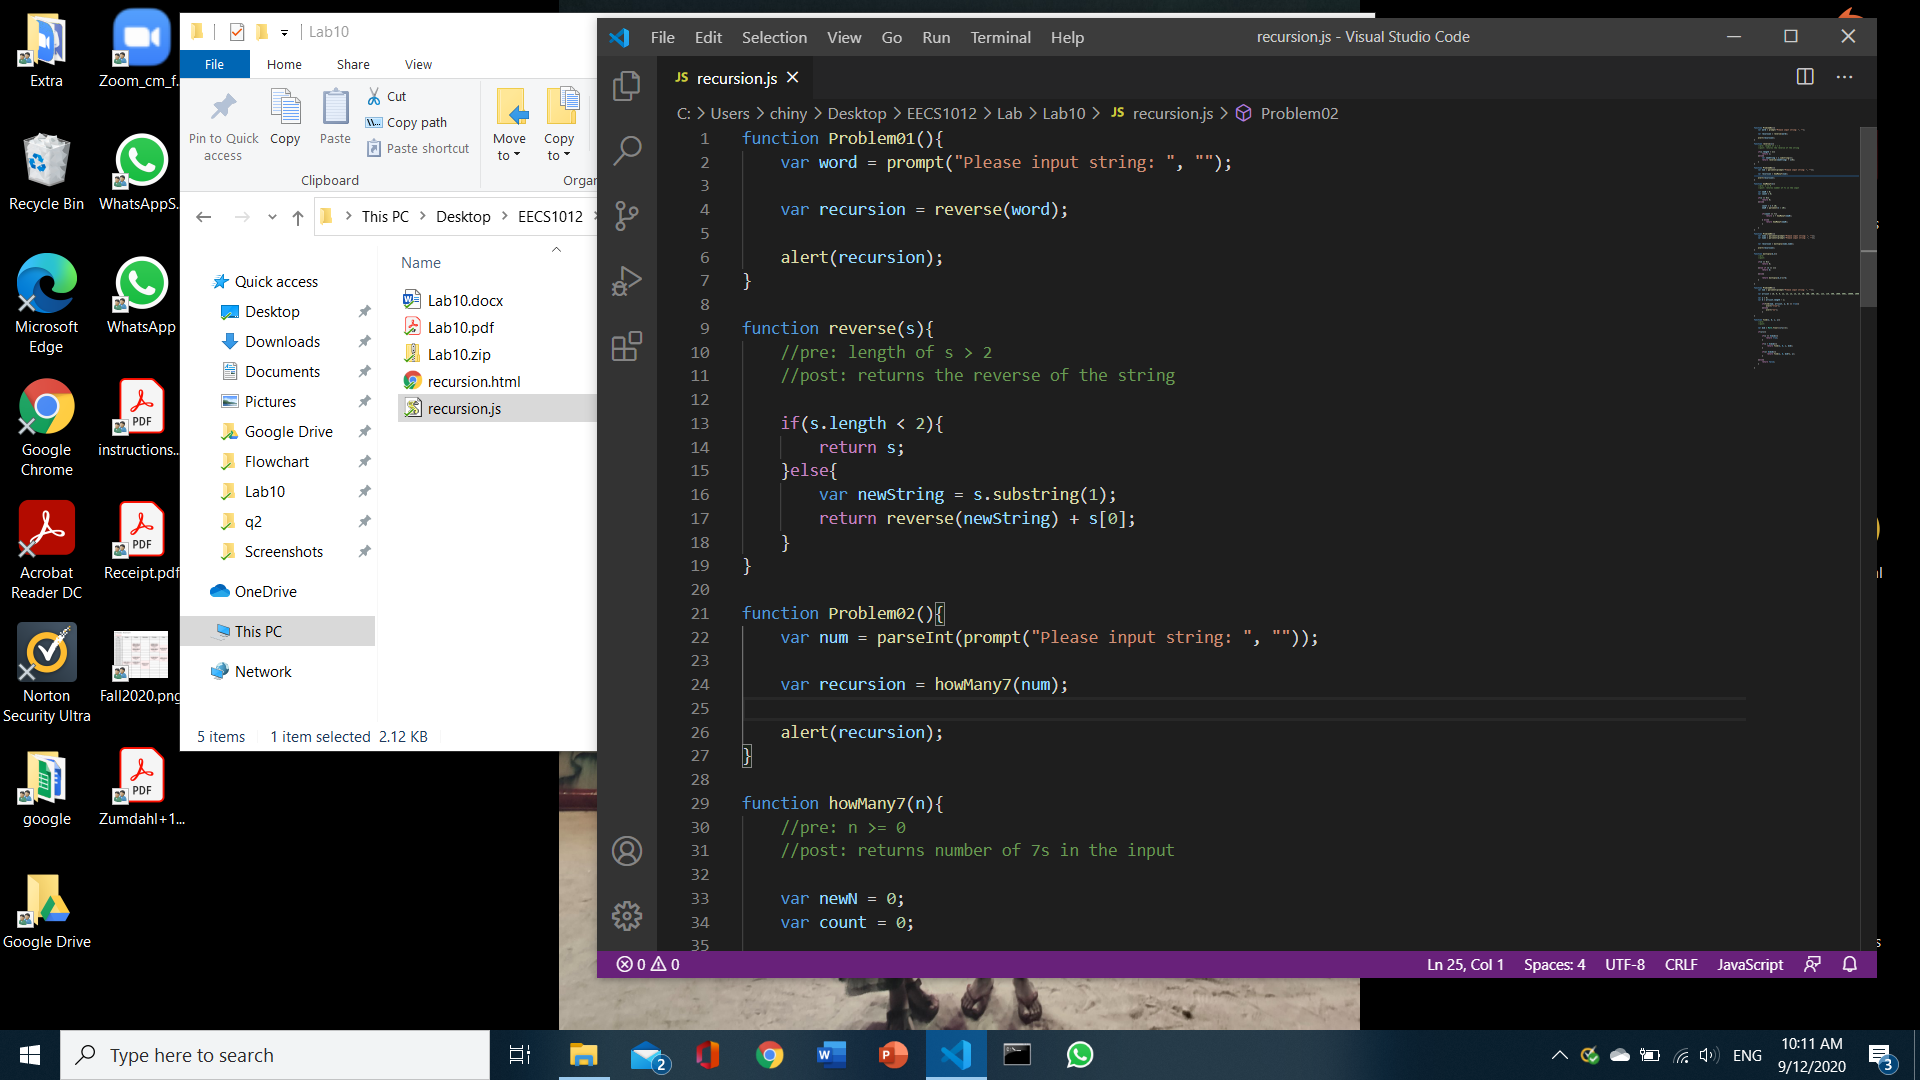 Extra
Zoom_cm_f...
Recycle Bin
WhatsAppS...
Microsoft
Edge
WhatsApp
Google
Chrome
instructions...
Acrobat
Reader DC
Receipt.pdf
Norton
Security Ultra
Fall2020.png
google
Zumdahl+1...
Google Drive
Lab10
File
Home
Share
View
Pin to Quick
access
Copy
Paste
Cut
Copy path
Paste shortcut
Move
to
Copy
to
Clipboard
Organ
This PC
Desktop
EECS1012
Name
Quick access
Desktop
Downloads
Documents
Pictures
Google Drive
Flowchart
Lab10
q2
Screenshots
OneDrive
This PC
Network
Lab10.docx
Lab10.pdf
Lab10.zip
recursion.html
recursion.js
5 items
1 item selected 2.12 KB
File Edit Selection View Go Run Terminal Help
recursion.js - Visual Studio Code
JS recursion.js
C: > Users > chiny > Desktop > EECS1012 > Lab > Lab10 > JS recursion.js > Problem02
1 function Problem01(){
2 var word = prompt("Please input string: ", "");
3
4 var recursion = reverse(word);
5
6 alert(recursion);
7 }
8
9 function reverse(s){
10 //pre: length of s > 2
11 //post: returns the reverse of the string
12
13 if(s.length < 2){
14 return s;
15 }else{
16 var newString = s.substring(1);
17 return reverse(newString) + s[0];
18 }
19 }
20
21 function Problem02(){
22 var num = parseInt(prompt("Please input string: ", ""));
23
24 var recursion = howMany7(num);
25
26 alert(recursion);
27 }
28
29 function howMany7(n){
30 //pre: n >= 0
31 //post: returns number of 7s in the input
32
33 var newN = 0;
34 var count = 0;
35
0 0
Ln 25, Col 1
Spaces: 4
UTF-8
CRLF
JavaScript
Type here to search
2
ENG
10:11 AM
9/12/2020
3